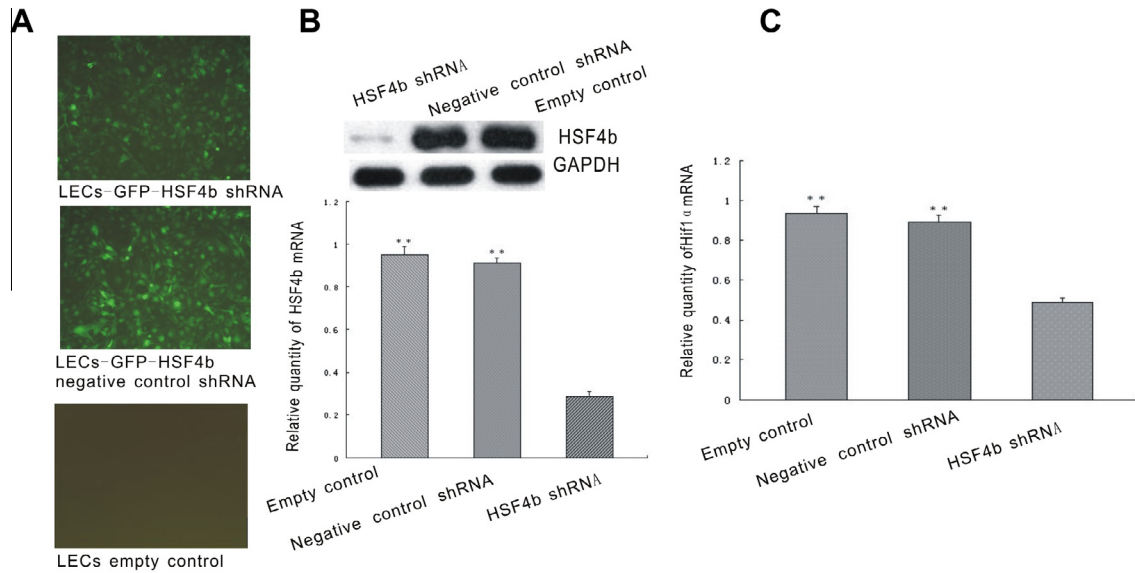 A
LECs-GFP-HSF4b shRNA
LECs-GFP-HSF4b
negative control shRNA
LECs empty control
B
HSF4b shRNA
Negative control shRNA
Empty control
HSF4b
GAPDH
Relative quantity of HSF4b mRNA
1.2
1
0.8
0.6
0.4
0.2
0
**
**
Empty control
Negative control shRNA
HSF4b shRNA
C
Relative quantity ofHif1α mRNA
1.2
1
0.8
0.6
0.4
0.2
0
**
**
Empty control
Negative control shRNA
HSF4b shRNA